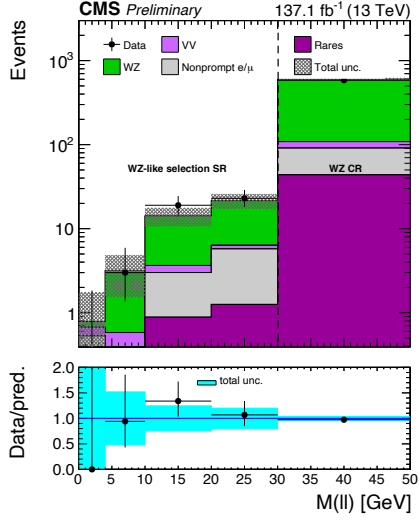 CMS Preliminary 137.1 fb⁻¹ (13 TeV)
Events
Data
VV
Rares
WZ
Nonprompt e/μ
Total unc.
10³
10²
10
1
WZ-like selection SR
WZ CR
Data/pred.
2.0
1.5
1.0
0.5
0.0
total unc.
0 5 10 15 20 25 30 35 40 45 50
M(ll) [GeV]